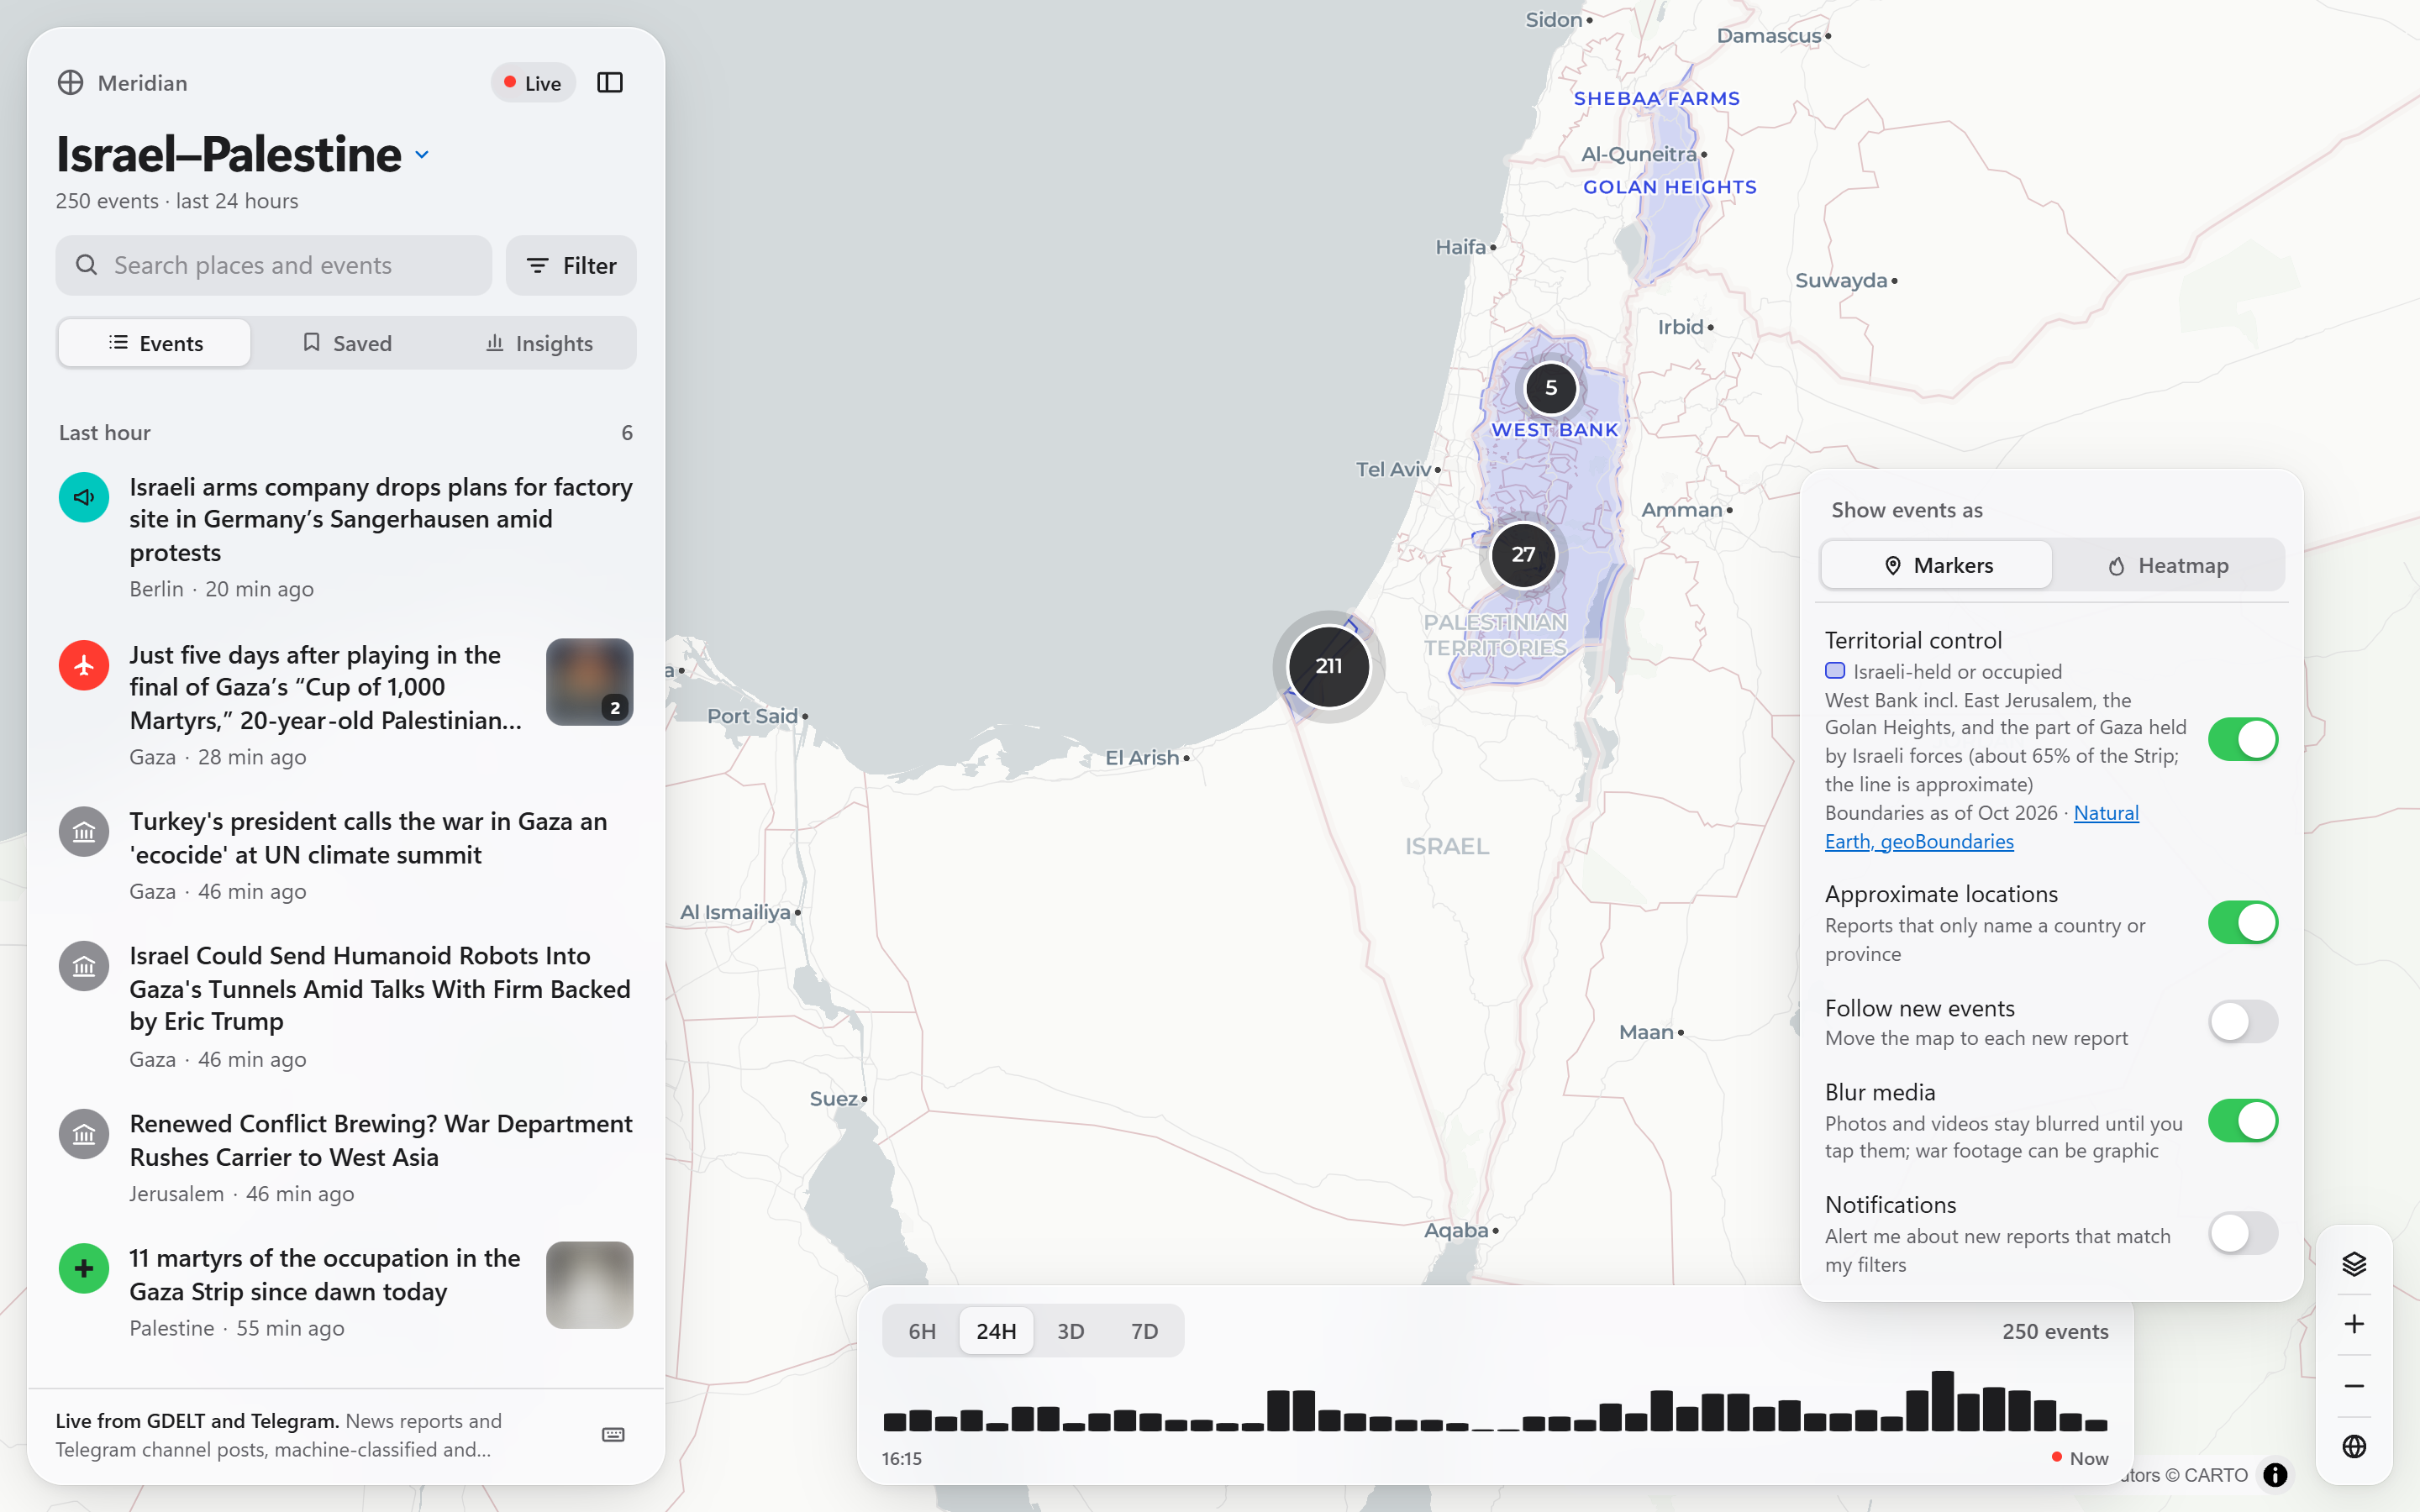 Meridian
Live
Israel–Palestine
250 events · last 24 hours
Search places and events
Filter
Events
Saved
Insights
Last hour
6
Israeli arms company drops plans for factory
site in Germany’s Sangerhausen amid
protests
Berlin · 20 min ago
Just five days after playing in the
final of Gaza’s “Cup of 1,000
Martyrs,” 20-year-old Palestinian...
2
Gaza · 28 min ago
Turkey's president calls the war in Gaza an
'ecocide' at UN climate summit
Gaza · 46 min ago
Israel Could Send Humanoid Robots Into
Gaza's Tunnels Amid Talks With Firm Backed
by Eric Trump
Gaza · 46 min ago
Renewed Conflict Brewing? War Department
Rushes Carrier to West Asia
Jerusalem · 46 min ago
11 martyrs of the occupation in the
Gaza Strip since dawn today
Palestine · 55 min ago
Live from GDELT and Telegram. News reports and
Telegram channel posts, machine-classified and...
Sidon
Damascus
SHEBAA FARMS
Al-Quneitra
GOLAN HEIGHTS
Haifa
Suwayda
Irbid
5
WEST BANK
Tel Aviv
Amman
27
PALESTINIAN
TERRITORIES
211
Port Said
El Arish
ISRAEL
Al Ismailiya
Maan
Suez
Aqaba
Show events as
Markers
Heatmap
Territorial control
Israeli-held or occupied
West Bank incl. East Jerusalem, the
Golan Heights, and the part of Gaza held
by Israeli forces (about 65% of the Strip;
the line is approximate)
Boundaries as of Oct 2026 · Natural
Earth, geoBoundaries
Approximate locations
Reports that only name a country or
province
Follow new events
Move the map to each new report
Blur media
Photos and videos stay blurred until you
tap them; war footage can be graphic
Notifications
Alert me about new reports that match
my filters
6H
24H
3D
7D
250 events
16:15
Now
© CARTO